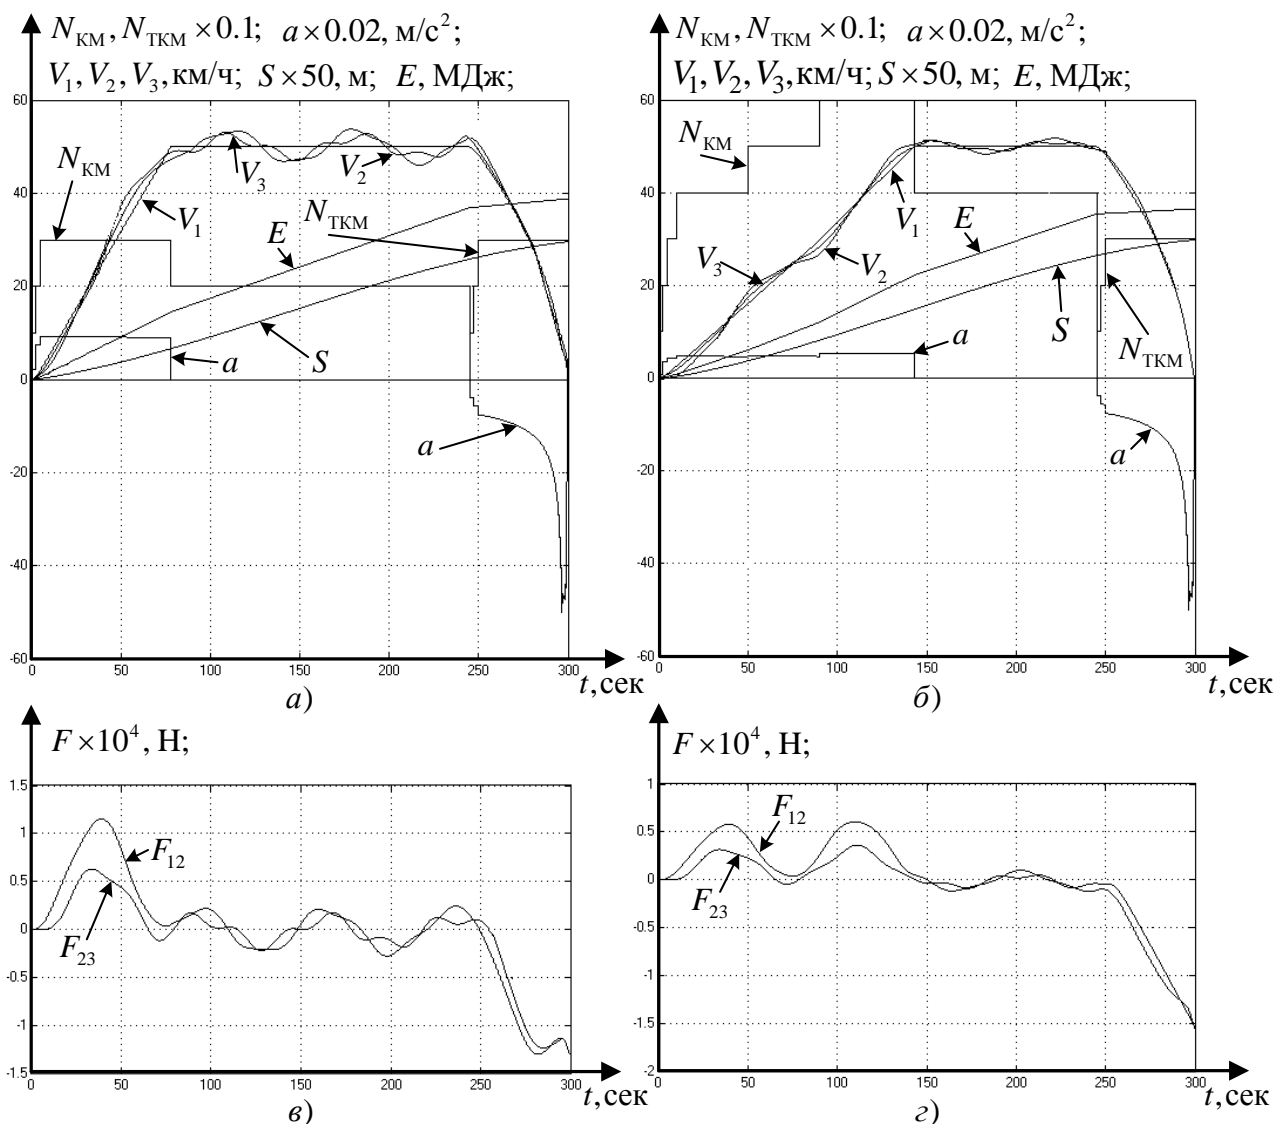 N_КМ, N_ТКМ × 0.1; a × 0.02, м/с²;
V₁, V₂, V₃, км/ч; S × 50, м; E, МДж;
60
40
20
0
-20
-40
-60
0 50 100 150 200 250 300
N_КМ
V₁
V₃
V₂
E
N_ТКМ
a
S
a
t, сек
а)
N_КМ, N_ТКМ × 0.1; a × 0.02, м/с²;
V₁, V₂, V₃, км/ч; S × 50, м; E, МДж;
60
40
20
0
-20
-40
-60
0 50 100 150 200 250 300
N_КМ
V₁
V₃
V₂
E
S
N_ТКМ
a
a
t, сек
б)
F × 10⁴, Н;
1.5
1
0.5
0
-0.5
-1
-1.5
0 50 100 150 200 250 300
F₁₂
F₂₃
t, сек
в)
F × 10⁴, Н;
1
0.5
0
-0.5
-1
-1.5
-2
0 50 100 150 200 250 300
F₁₂
F₂₃
t, сек
г)